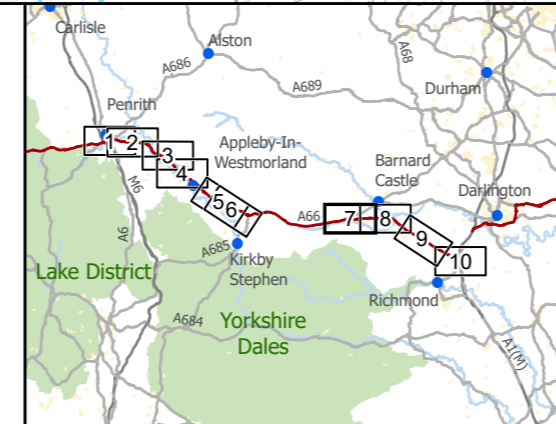 Carlisle
Alston
A68
A686
A689
Durham
Penrith
1
2
3
4
5
6
Appleby-In-
Westmorland
Barnard
Castle
Darlington
M6
A6
A66
7
8
9
10
A685
Kirkby
Stephen
Lake District
Richmond
A684
Yorkshire
Dales
A1(M)